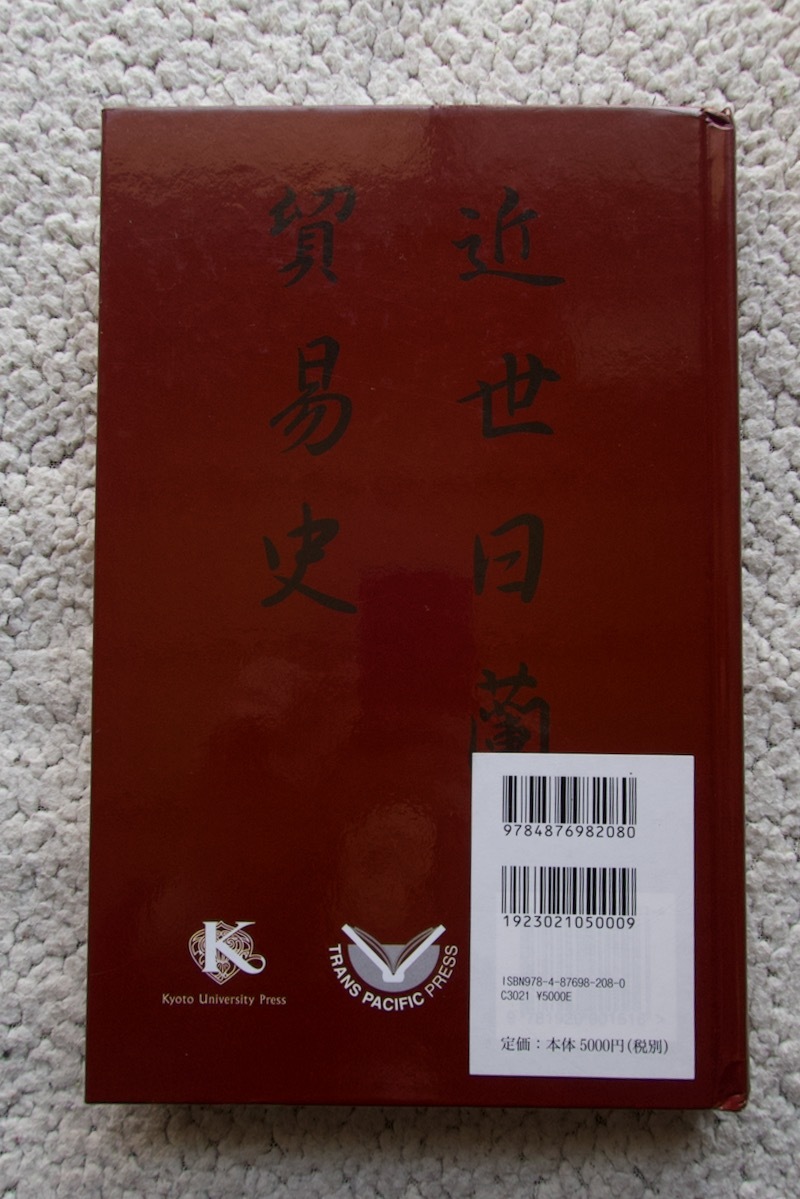 近世日蘭
貿易史
9784876982080
1923021050009
ISBN978-4-87698-208-0
C3021 ¥5000E
定価：本体5000円(税別)
K
Kyoto University Press
TRANS PACIFIC PRESS